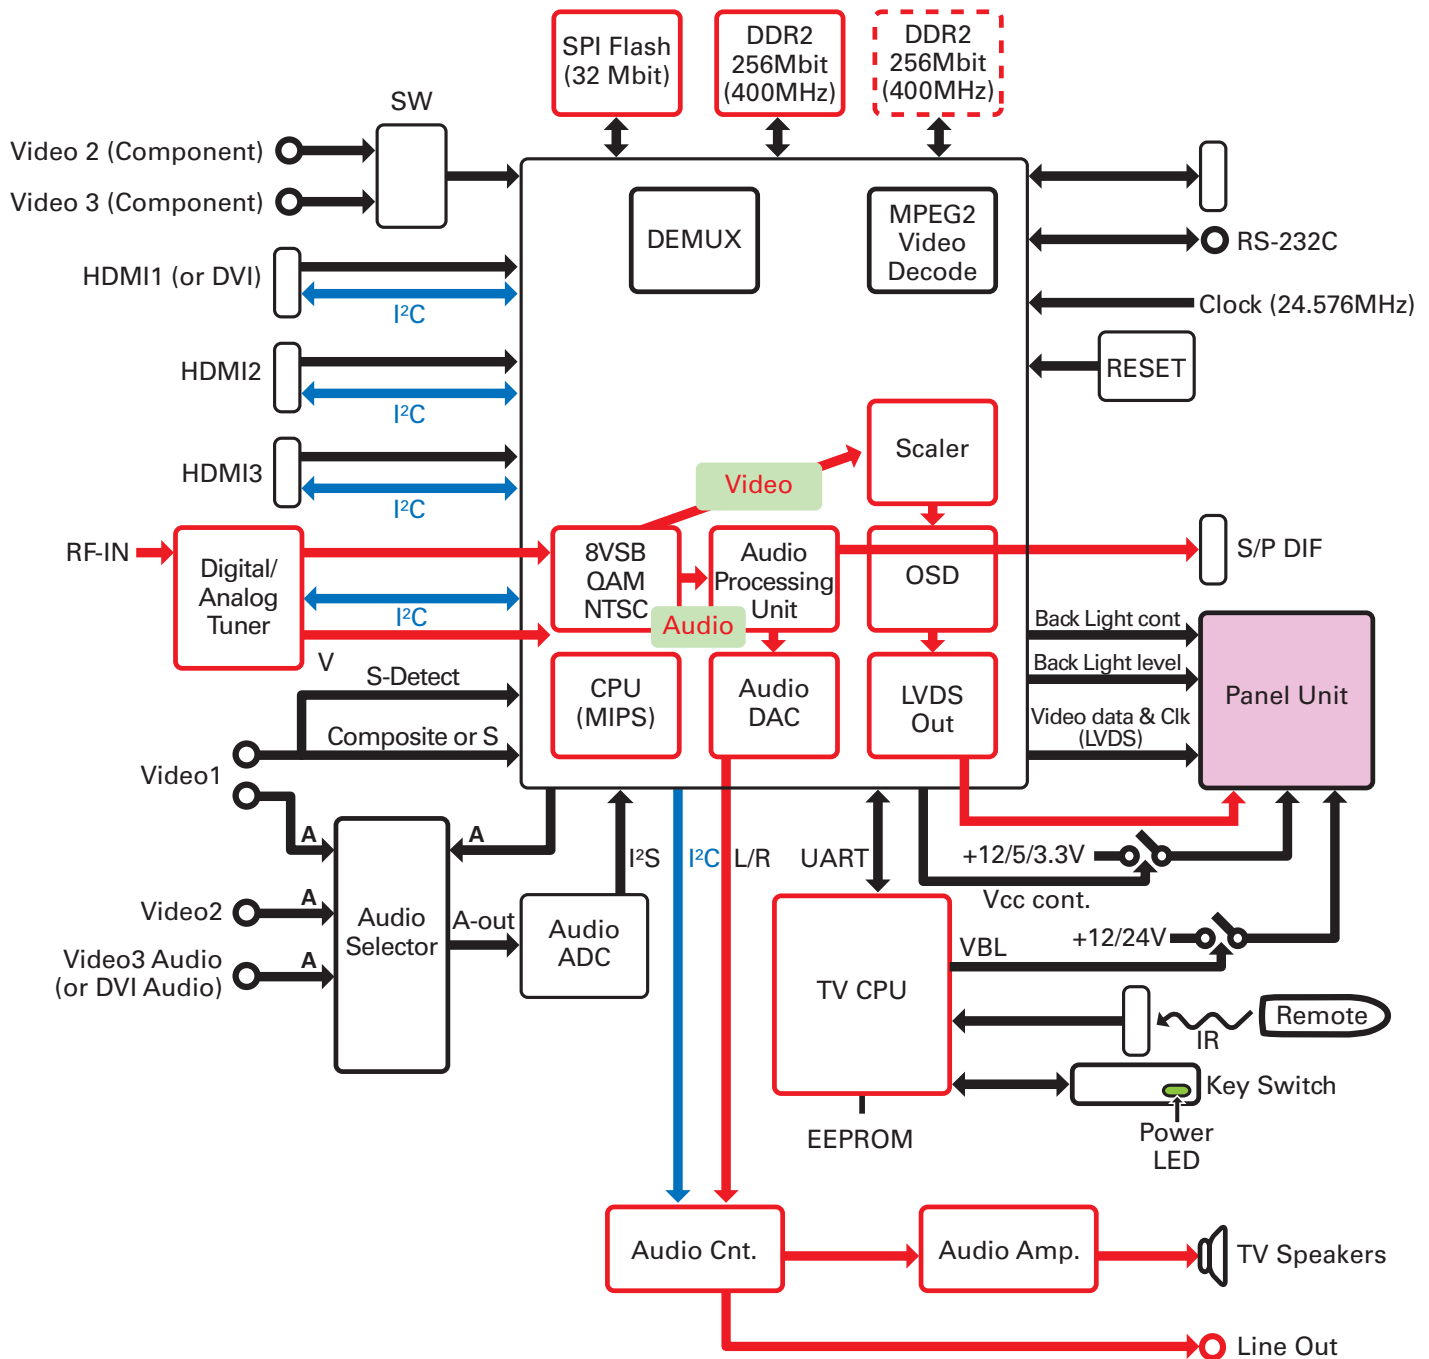 SPI Flash
(32 Mbit)
DDR2
256Mbit
(400MHz)
DDR2
256Mbit
(400MHz)
SW
Video 2 (Component)
Video 3 (Component)
DEMUX
MPEG2
Video
Decode
RS-232C
HDMI1 (or DVI)
I²C
Clock (24.576MHz)
HDMI2
I²C
RESET
HDMI3
I²C
Scaler
Video
RF-IN
Digital/
Analog
Tuner
I²C
V
8VSB
QAM
NTSC
Audio
Processing
Unit
Audio
OSD
S/P DIF
Back Light cont
Back Light level
Video data & Clk
(LVDS)
Panel Unit
S-Detect
Composite or S
CPU
(MIPS)
Audio
DAC
LVDS
Out
Video1
A
A
I²S
I²C
L/R
UART
+12/5/3.3V
Vcc cont.
Video2
A
Audio
Selector
A-out
Audio
ADC
Video3 Audio
(or DVI Audio)
A
VBL
+12/24V
TV CPU
IR
Remote
Key Switch
Power
LED
EEPROM
Audio Cnt.
Audio Amp.
TV Speakers
Line Out